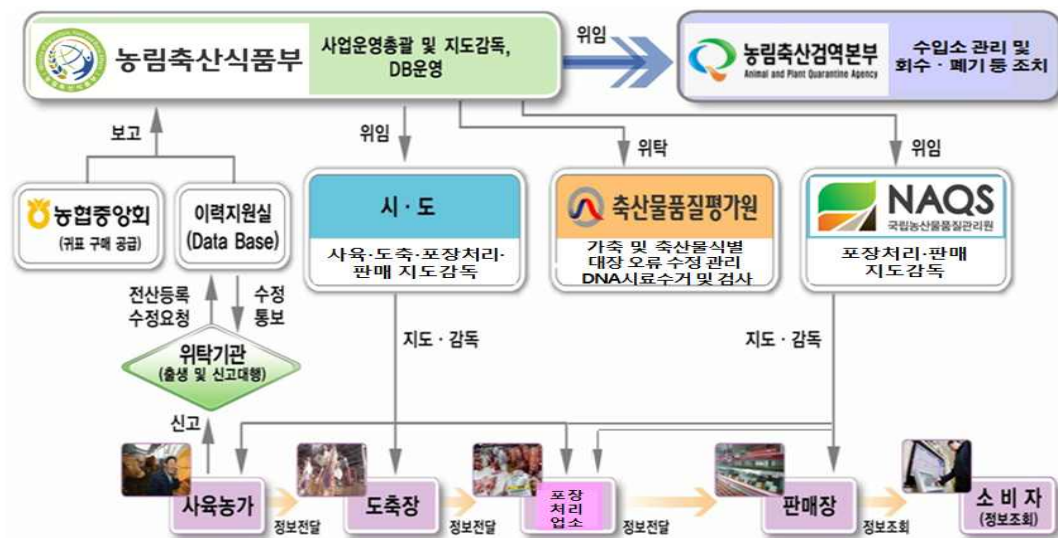 농림축산식품부
사업운영총괄 및 지도감독,
DB운영
위임
농림축산검역본부
Animal and Plant Quarantine Agency
수입소 관리 및
회수 · 폐기 등 조치
보고
위임
위탁
위임
농협중앙회
(귀표 구매 공급)
이력지원실
(Data Base)
시 · 도
사육·도축·포장처리·
판매 지도감독
축산물품질평가원
가축 및 축산물식별
대장 오류 수정 관리
DNA시료수거 및 검사
NAQS
국립농산물품질관리원
포장처리·판매
지도감독
전산등록
수정요청
수정
통보
위탁기관
(출생 및 신고대행)
신고
지도 · 감독
지도 · 감독
사육농가
정보전달
도축장
정보전달
포장
처리
업소
정보전달
판매장
정보조회
소 비 자
(정보조회)